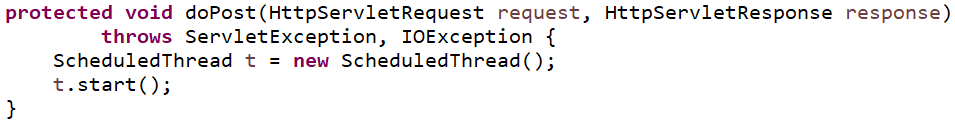 protected void doPost(HttpServletRequest request, HttpServletResponse response)
        throws ServletException, IOException {
    ScheduledThread t = new ScheduledThread();
    t.start();
}